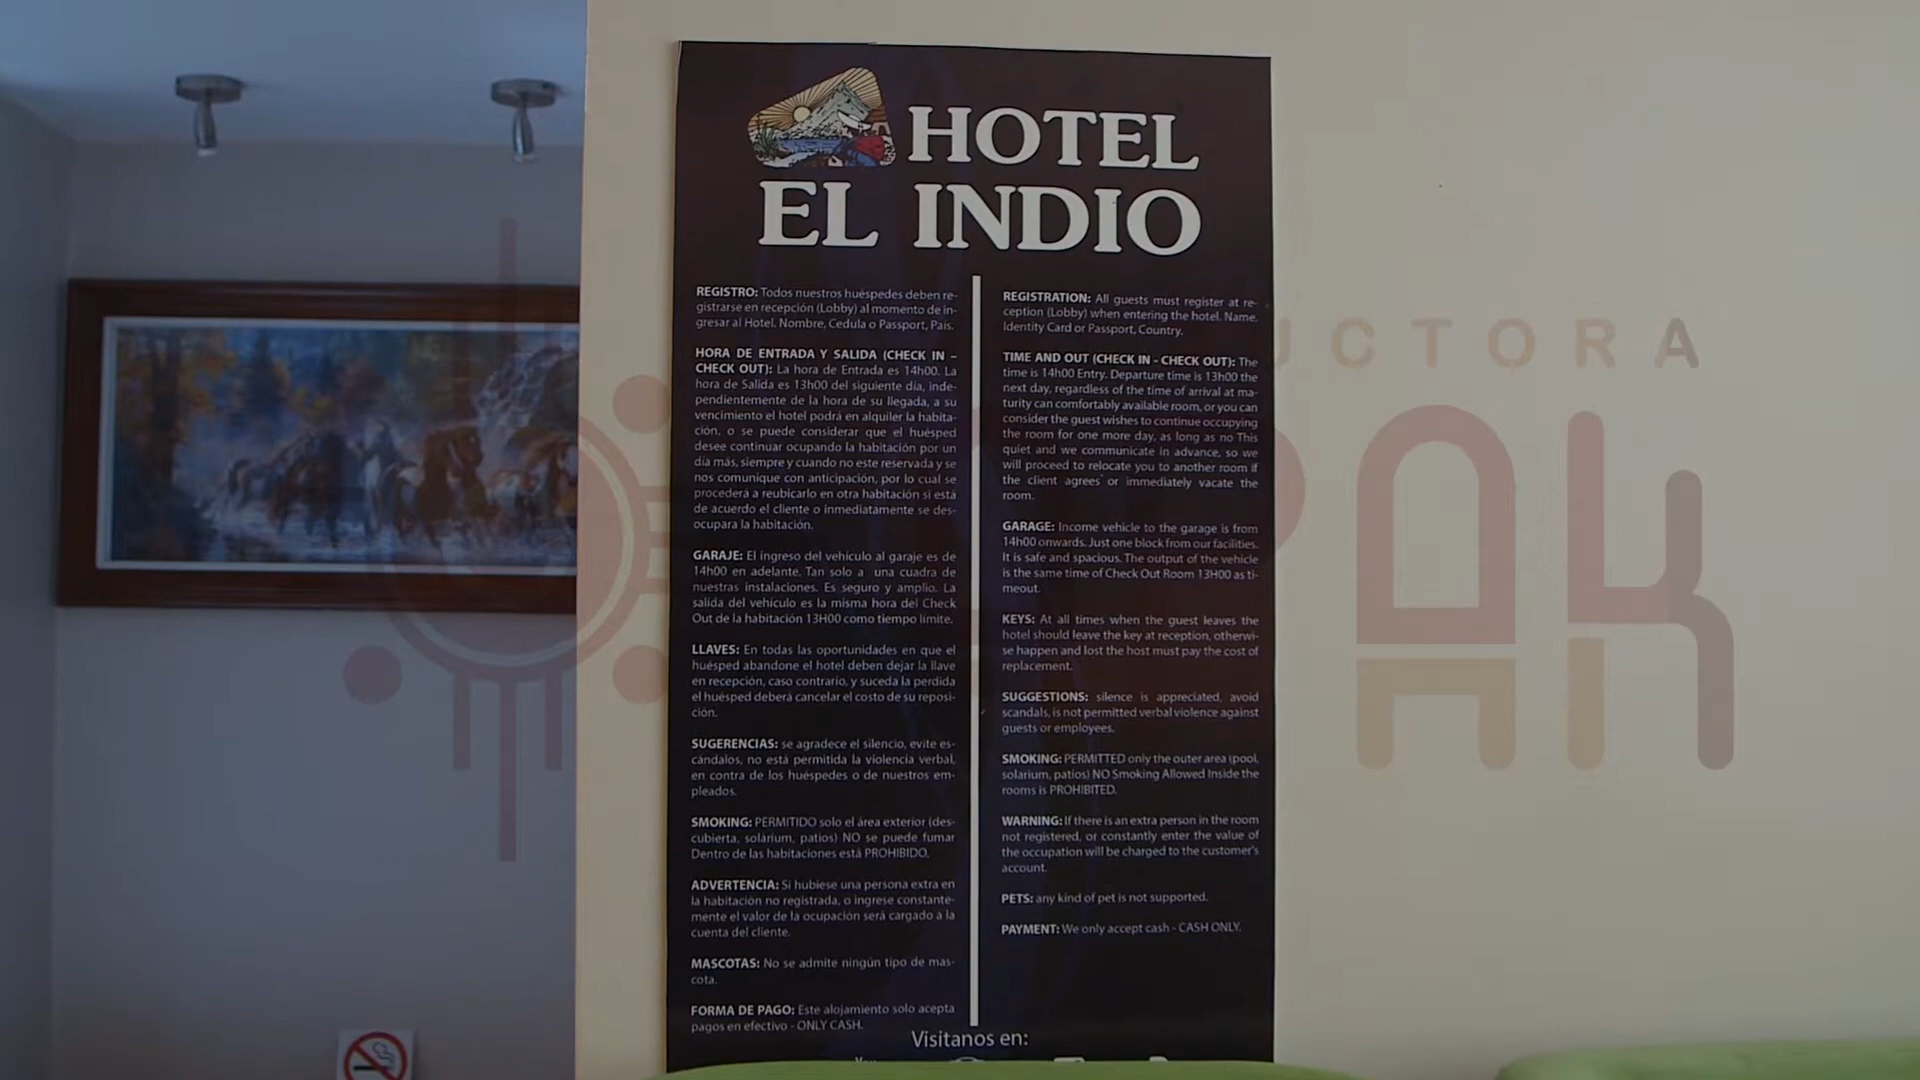 HOTEL
EL INDIO
REGISTRO: Todos nuestros huéspedes deben re-
gistrarse en recepción (Lobby) al momento de in-
gresar al Hotel. Nombre, Cedula o Passport, País.
HORA DE ENTRADA Y SALIDA (CHECK IN –
CHECK OUT): La hora de Entrada es 14h00. La
hora de Salida es 13h00 del siguiente día, inde-
pendientemente de la hora de su llegada, a su
vencimiento el hotel podrá en alquiler la habita-
ción, o se puede considerar que el huésped
desee continuar ocupando la habitación por un
día más, siempre y cuando no este reservada y se
nos comunique con anticipación, por lo cual se
procederá a reubicarlo en otra habitación si está
de acuerdo el cliente o inmediatamente se des-
ocupara la habitación.
GARAJE: El ingreso del vehículo al garaje es de
14h00 en adelante. Tan solo a una cuadra de
nuestras instalaciones. Es seguro y amplio. La
salida del vehículo es la misma hora del Check
Out de la habitación 13H00 como tiempo límite.
LLAVES: En todas las oportunidades en que el
huésped abandone el hotel deben dejar la llave
en recepción, caso contrario, y suceda la perdida
el huésped deberá cancelar el costo de su reposi-
ción.
SUGERENCIAS: se agradece el silencio, evite es-
cándalos, no está permitida la violencia verbal,
en contra de los huéspedes o de nuestros em-
pleados.
SMOKING: PERMITIDO solo el área exterior (des-
cubierta, solárium, patios) NO se puede fumar
Dentro de las habitaciones está PROHIBIDO.
ADVERTENCIA: Si hubiese una persona extra en
la habitación no registrada, o ingrese constante-
mente el valor de la ocupación será cargado a la
cuenta del cliente.
MASCOTAS: No se admite ningún tipo de mas-
cota.
FORMA DE PAGO: Este alojamiento solo acepta
pagos en efectivo - ONLY CASH.
REGISTRATION: All guests must register at re-
ception (Lobby) when entering the hotel. Name,
Identity Card or Passport, Country.
TIME AND OUT (CHECK IN - CHECK OUT): The
time is 14h00 Entry. Departure time is 13h00 the
next day, regardless of the time of arrival at ma-
turity can comfortably available room, or you can
consider the guest wishes to continue occupying
the room for one more day, as long as no This
quiet and we communicate in advance, so we
will proceed to relocate you to another room if
the client agrees or immediately vacate the
room.
GARAGE: Income vehicle to the garage is from
14h00 onwards. Just one block from our facilities.
It is safe and spacious. The output of the vehicle
is the same time of Check Out Room 13H00 as ti-
meout.
KEYS: At all times when the guest leaves the
hotel should leave the key at reception, otherwi-
se happen and lost the host must pay the cost of
replacement.
SUGGESTIONS: silence is appreciated, avoid
scandals, is not permitted verbal violence against
guests or employees.
SMOKING: PERMITTED only the outer area (pool,
solarium, patios) NO Smoking Allowed Inside the
rooms is PROHIBITED.
WARNING: If there is an extra person in the room
not registered, or constantly enter the value of
the occupation will be charged to the customer's
account.
PETS: any kind of pet is not supported.
PAYMENT: We only accept cash - CASH ONLY.
Visitanos en: